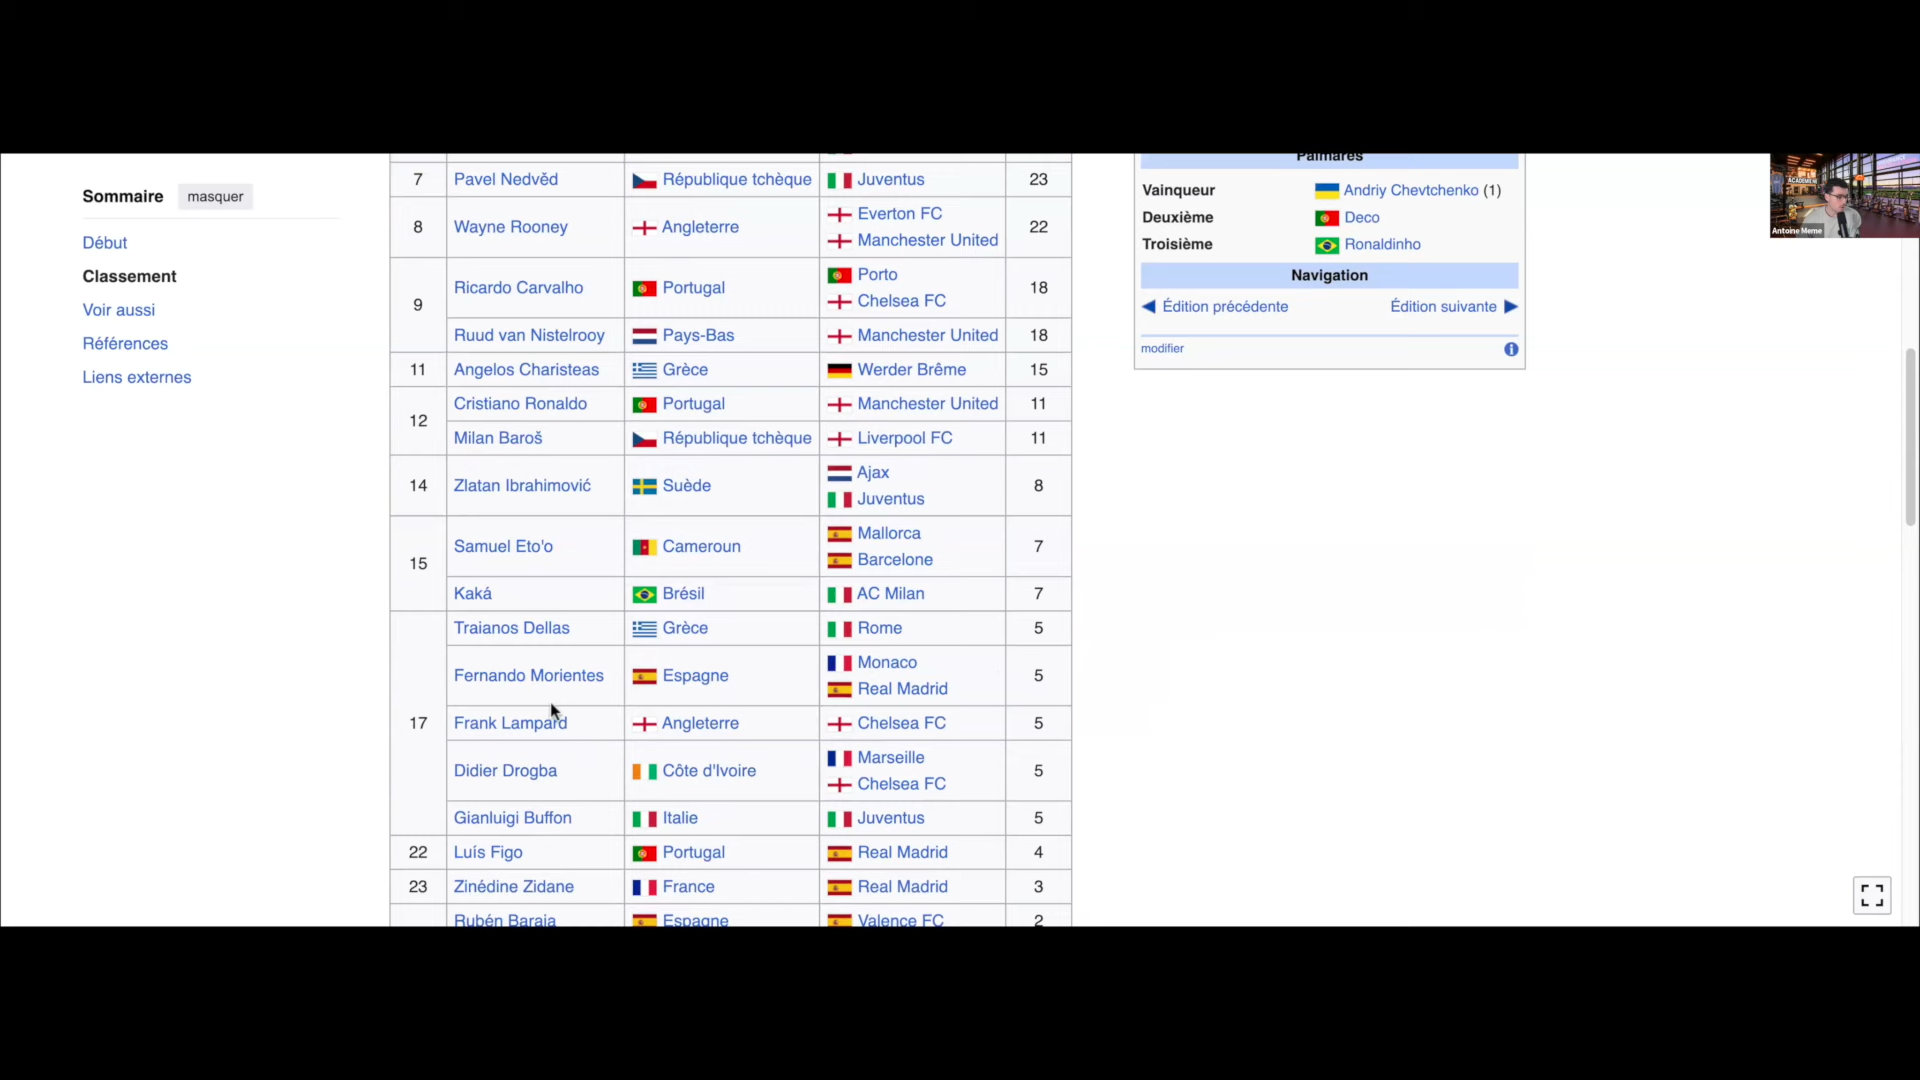 Sommaire masquer
Début
Classement
Voir aussi
Références
Liens externes
7 Pavel Nedvěd République tchèque Juventus 23
8 Wayne Rooney Angleterre Everton FC
Manchester United 22
9 Ricardo Carvalho Portugal Porto
Chelsea FC 18
Ruud van Nistelrooy Pays-Bas Manchester United 18
11 Angelos Charisteas Grèce Werder Brême 15
12 Cristiano Ronaldo Portugal Manchester United 11
Milan Baroš République tchèque Liverpool FC 11
14 Zlatan Ibrahimović Suède Ajax
Juventus 8
15 Samuel Eto'o Cameroun Mallorca
Barcelone 7
Kaká Brésil AC Milan 7
17 Traianos Dellas Grèce Rome 5
Fernando Morientes Espagne Monaco
Real Madrid 5
Frank Lampard Angleterre Chelsea FC 5
Didier Drogba Côte d'Ivoire Marseille
Chelsea FC 5
Gianluigi Buffon Italie Juventus 5
22 Luís Figo Portugal Real Madrid 4
23 Zinédine Zidane France Real Madrid 3
Rubén Baraja Espagne Valence FC 2
Palmarès
Vainqueur Andriy Chevtchenko (1)
Deuxième Deco
Troisième Ronaldinho
Navigation
Édition précédente Édition suivante
modifier
Antoine Meme